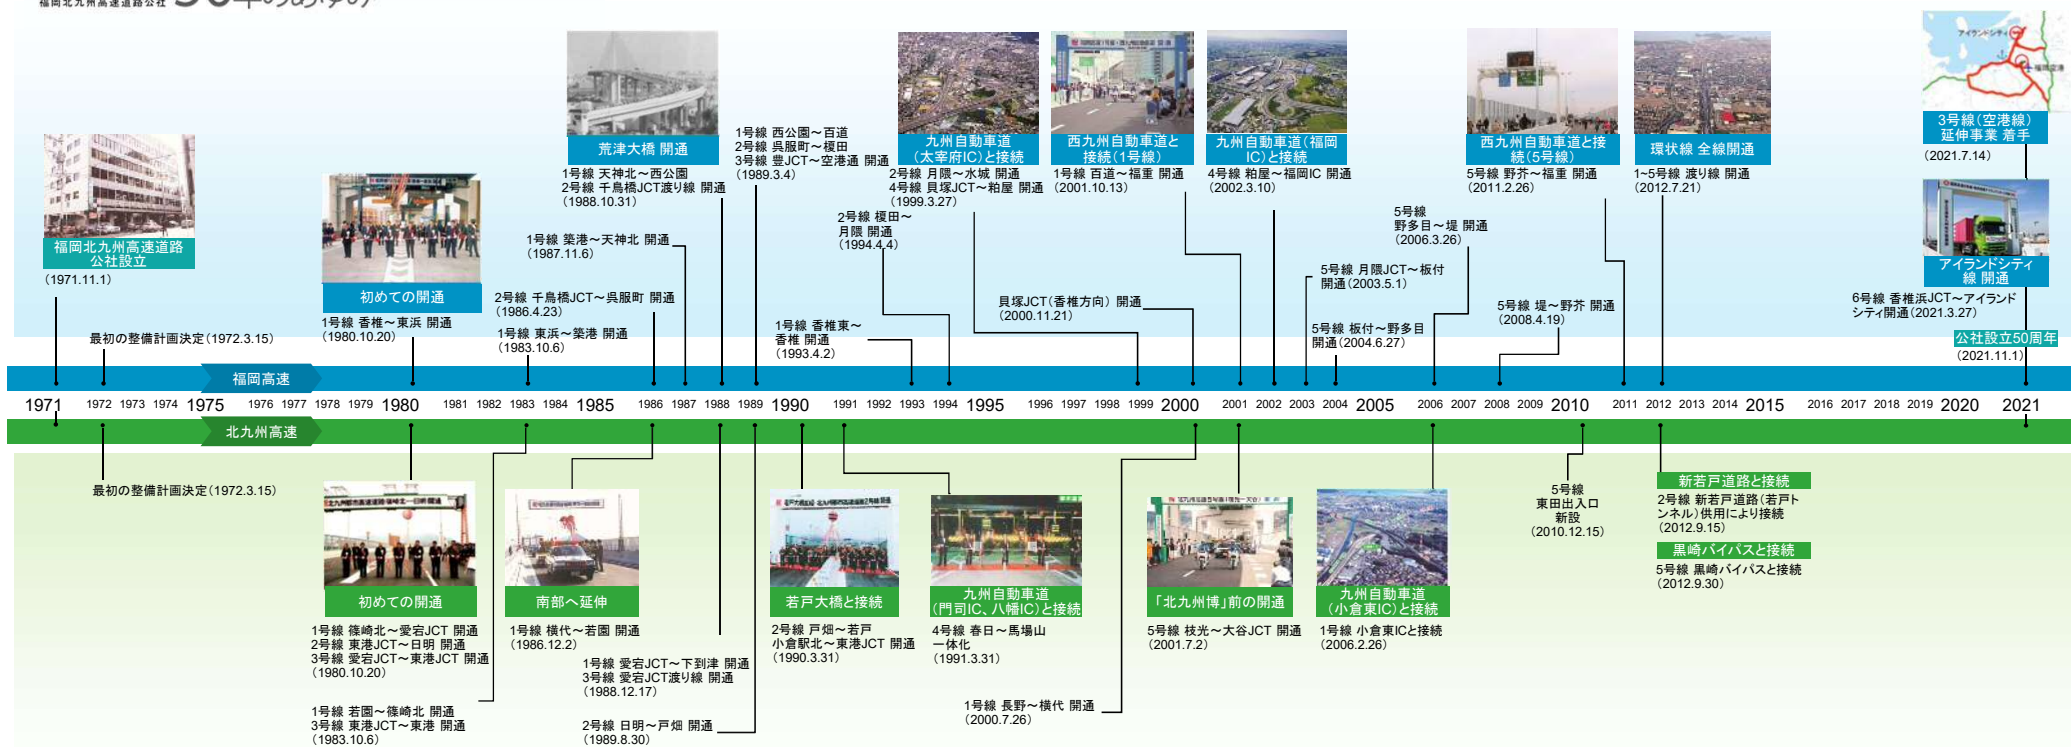 福岡北九州高速道路公社 50年のあゆみ
福岡北九州高速道路
公社設立
(1971.11.1)
最初の整備計画決定(1972.3.15)
初めての開通
1号線 香椎～東浜 開通
(1980.10.20)
1号線 東浜～築港 開通
(1983.10.6)
2号線 千鳥橋JCT～呉服町 開通
(1986.4.23)
1号線 築港～天神北 開通
(1987.11.6)
荒津大橋 開通
1号線 天神北～西公園
2号線 千鳥橋JCT渡り線 開通
(1988.10.31)
1号線 西公園～百道
2号線 呉服町～榎田
3号線 豊JCT～空港通 開通
(1989.3.4)
1号線 香椎東～
香椎 開通
(1993.4.2)
2号線 榎田～
月隈 開通
(1994.4.4)
九州自動車道
(太宰府IC)と接続
2号線 月隈～水城 開通
4号線 貝塚JCT～粕屋 開通
(1999.3.27)
貝塚JCT(香椎方向) 開通
(2000.11.21)
西九州自動車道と
接続(1号線)
1号線 百道～福重 開通
(2001.10.13)
九州自動車道(福岡
IC)と接続
4号線 粕屋～福岡IC 開通
(2002.3.10)
5号線 月隈JCT～板付
開通(2003.5.1)
5号線 板付～野多目
開通(2004.6.27)
5号線
野多目～堤 開通
(2006.3.26)
5号線 堤～野芥 開通
(2008.4.19)
西九州自動車道と接
続(5号線)
5号線 野芥～福重 開通
(2011.2.26)
環状線 全線開通
1~5号線 渡り線 開通
(2012.7.21)
アイランドシティ
福岡空港
3号線(空港線)
延伸事業 着手
(2021.7.14)
アイランドシティ
線 開通
6号線 香椎浜JCT～アイランド
シティ開通(2021.3.27)
公社設立50周年
(2021.11.1)
福岡高速
1971 1972 1973 1974 1975 1976 1977 1978 1979 1980 1981 1982 1983 1984 1985 1986 1987 1988 1989 1990 1991 1992 1993 1994 1995 1996 1997 1998 1999 2000 2001 2002 2003 2004 2005 2006 2007 2008 2009 2010 2011 2012 2013 2014 2015 2016 2017 2018 2019 2020 2021
北九州高速
最初の整備計画決定(1972.3.15)
初めての開通
1号線 篠崎北～愛宕JCT 開通
2号線 東港JCT～日明 開通
3号線 愛宕JCT～東港JCT 開通
(1980.10.20)
1号線 若園～篠崎北 開通
3号線 東港JCT～東港 開通
(1983.10.6)
南部へ延伸
1号線 横代～若園 開通
(1986.12.2)
1号線 愛宕JCT～下到津 開通
3号線 愛宕JCT渡り線 開通
(1988.12.17)
2号線 日明～戸畑 開通
(1989.8.30)
若戸大橋と接続
2号線 戸畑～若戸
小倉駅北～東港JCT 開通
(1990.3.31)
九州自動車道
(門司IC、八幡IC)と接続
4号線 春日～馬場山
一体化
(1991.3.31)
1号線 長野～横代 開通
(2000.7.26)
「北九州博」前の開通
5号線 枝光～大谷JCT 開通
(2001.7.2)
九州自動車道
(小倉東IC)と接続
1号線 小倉東ICと接続
(2006.2.26)
5号線
東田出入口
新設
(2010.12.15)
新若戸道路と接続
2号線 新若戸道路(若戸ト
ンネル)供用により接続
(2012.9.15)
黒崎バイパスと接続
5号線 黒崎バイパスと接続
(2012.9.30)